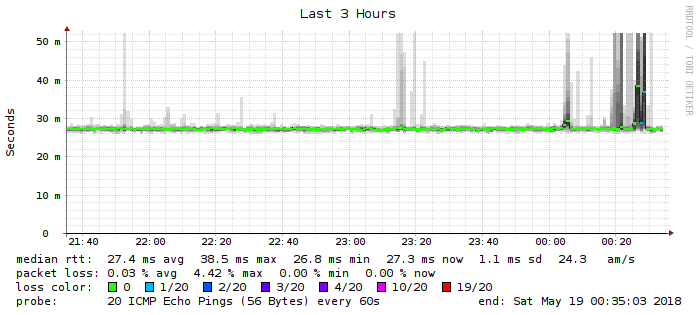 Last 3 Hours
RRDTOOL / TOBI OETIKER
Seconds
50 m
40 m
30 m
20 m
10 m
0
21:40 22:00 22:20 22:40 23:00 23:20 23:40 00:00 00:20
median rtt: 27.4 ms avg 38.5 ms max 26.8 ms min 27.3 ms now 1.1 ms sd 24.3 am/s
packet loss: 0.03 % avg 4.42 % max 0.00 % min 0.00 % now
loss color: 0 1/20 2/20 3/20 4/20 10/20 19/20
probe: 20 ICMP Echo Pings (56 Bytes) every 60s end: Sat May 19 00:35:03 2018